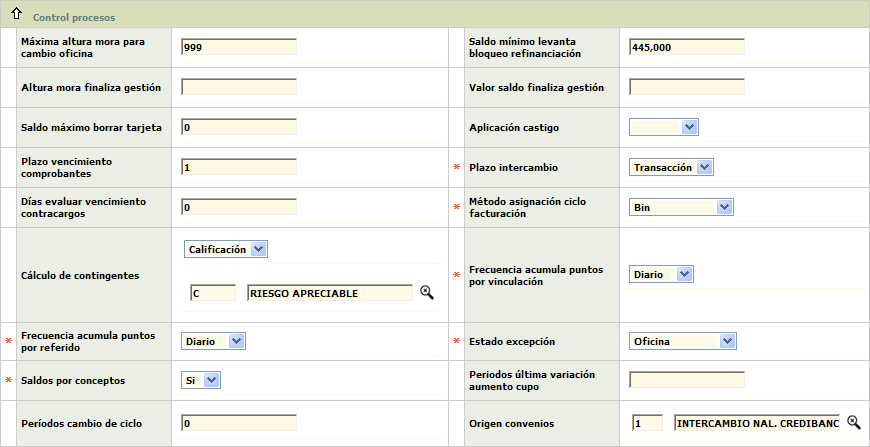 Control procesos
Máxima altura mora para
cambio oficina
999
Saldo mínimo levanta
bloqueo refinanciación
445,000
Altura mora finaliza gestión
Valor saldo finaliza gestión
Saldo máximo borrar tarjeta
0
Aplicación castigo
Plazo vencimiento
comprobantes
1
* Plazo intercambio
Transacción
Días evaluar vencimiento
contracargos
0
* Método asignación ciclo
facturación
Bin
Cálculo de contingentes
Calificación
C
RIESGO APRECIABLE
* Frecuencia acumula puntos
por vinculación
Diario
* Frecuencia acumula puntos
por referido
Diario
* Estado excepción
Oficina
* Saldos por conceptos
Si
Periodos última variación
aumento cupo
Períodos cambio de ciclo
0
Origen convenios
1
INTERCAMBIO NAL. CREDIBANC